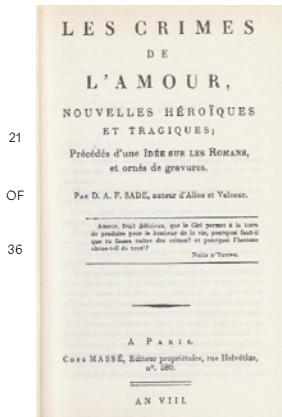 LES CRIMES
DE
L'AMOUR,
NOUVELLES HÉROÏQUES
ET TRAGIQUES;
Précédés d'une IDÉE SUR LES ROMANS,
et ornés de gravures.
PAR D. A. F. SADE, auteur d'Aline et Valcour.
Amour, fruit délicieux, que le Ciel permet à la terre
de produire pour le bonheur de la vie, pourquoi faut-il
que tu fasses naître des crimes? et pourquoi l'homme
abuse-t-il de tout?
Nuits d'YOUNG.
A PARIS.
CHEZ MASSÉ, Editeur propriétaire, rue Helvétius,
n°. 580.
AN VIII.
21
OF
36